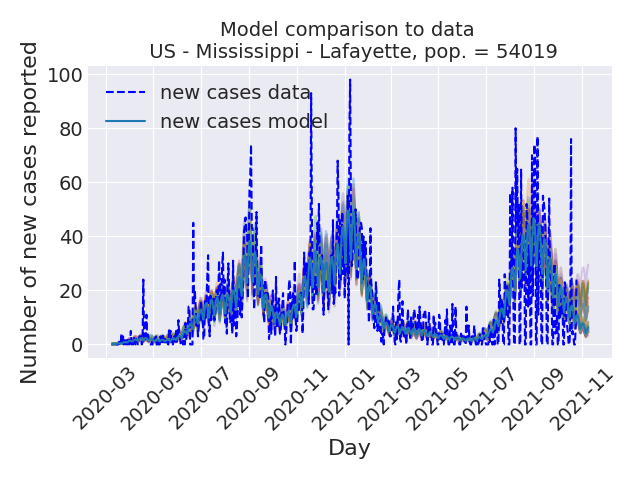 Model comparison to data
US - Mississippi - Lafayette, pop. = 54019
Number of new cases reported
100
80
60
40
20
0
new cases data
new cases model
2020-03
2020-05
2020-07
2020-09
2020-11
2021-01
2021-03
2021-05
2021-07
2021-09
2021-11
Day